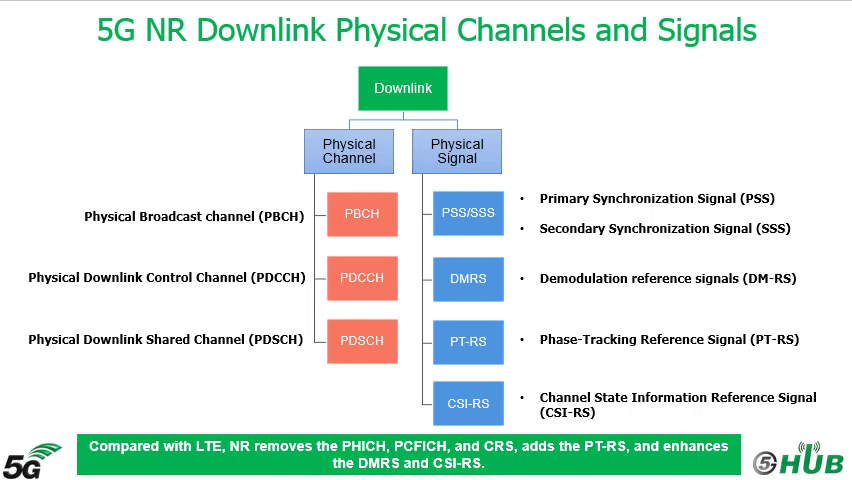 5G NR Downlink Physical Channels and Signals
Downlink
Physical
Channel
Physical
Signal
Physical Broadcast channel (PBCH)
PBCH
Physical Downlink Control Channel (PDCCH)
PDCCH
Physical Downlink Shared Channel (PDSCH)
PDSCH
PSS/SSS
• Primary Synchronization Signal (PSS)
• Secondary Synchronization Signal (SSS)
DMRS
• Demodulation reference signals (DM-RS)
PT-RS
• Phase-Tracking Reference Signal (PT-RS)
CSI-RS
• Channel State Information Reference Signal
(CSI-RS)
Compared with LTE, NR removes the PHICH, PCFICH, and CRS, adds the PT-RS, and enhances
the DMRS and CSI-RS.
5G
5G HUB